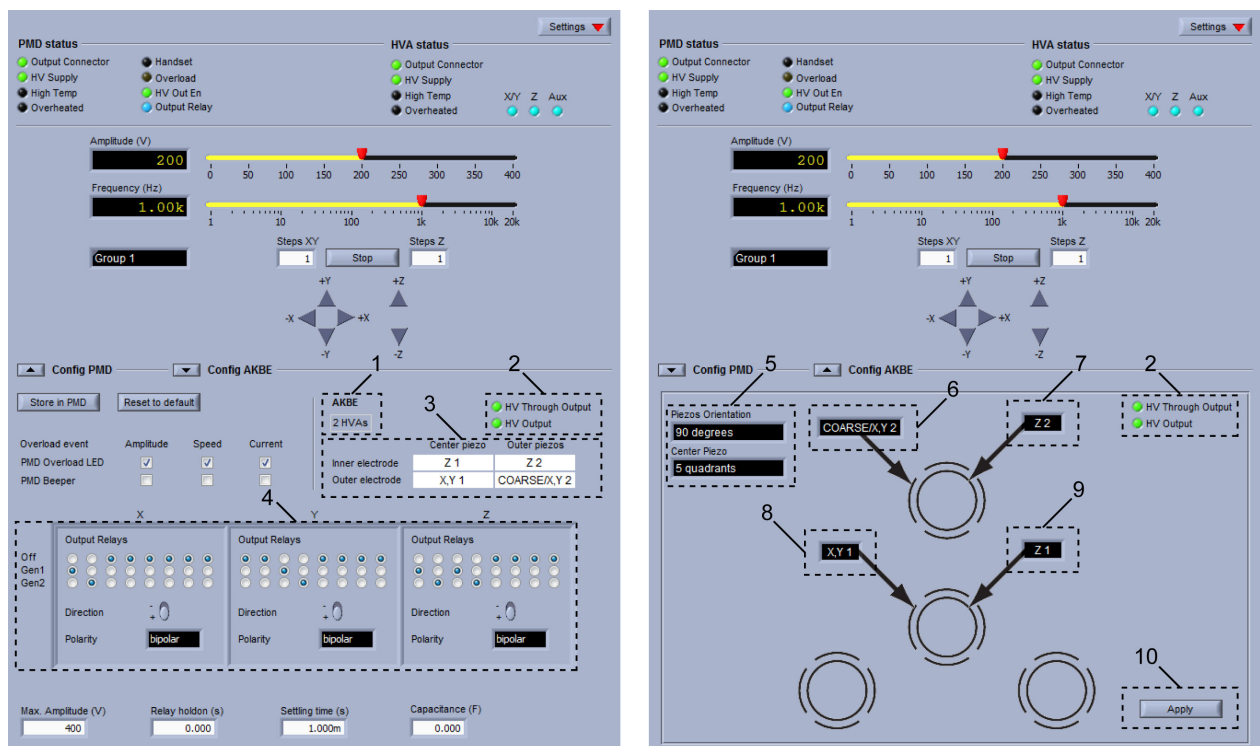 Settings
PMD status
HVA status
Output Connector
Handset
Output Connector
HV Supply
Overload
HV Supply
High Temp
HV Out En
High Temp
X/Y Z Aux
Overheated
Output Relay
Overheated
Amplitude (V)
200
0 50 100 150 200 250 300 350 400
Frequency (Hz)
1.00k
1 10 100 1k 10k 20k
Steps XY
Steps Z
Group 1
1
Stop
1
+Y
+Z
-X
+X
-Y
-Z
Config PMD
Config AKBE
1
2
Store in PMD
Reset to default
AKBE
2 HVAs
HV Through Output
HV Output
3
Overload event
Amplitude
Speed
Current
PMD Overload LED
PMD Beeper
Center piezo
Outer piezos
Inner electrode
Z 1
Z 2
Outer electrode
X,Y 1
COARSE/X,Y 2
4
X
Y
Z
Output Relays
Output Relays
Output Relays
Off
Gen1
Gen2
Direction
- +
Direction
- +
Direction
- +
Polarity
bipolar
Polarity
bipolar
Polarity
bipolar
Max. Amplitude (V)
Relay holdon (s)
Settling time (s)
Capacitance (F)
400
0.000
1.000m
0.000
Settings
PMD status
HVA status
Output Connector
Handset
Output Connector
HV Supply
Overload
HV Supply
High Temp
HV Out En
High Temp
X/Y Z Aux
Overheated
Output Relay
Overheated
Amplitude (V)
200
0 50 100 150 200 250 300 350 400
Frequency (Hz)
1.00k
1 10 100 1k 10k 20k
Steps XY
Steps Z
Group 1
1
Stop
1
+Y
+Z
-X
+X
-Y
-Z
Config PMD
Config AKBE
5
6
7
2
Piezos Orientation
90 degrees
Center Piezo
5 quadrants
COARSE/X,Y 2
Z 2
HV Through Output
HV Output
8
9
X,Y 1
Z 1
10
Apply